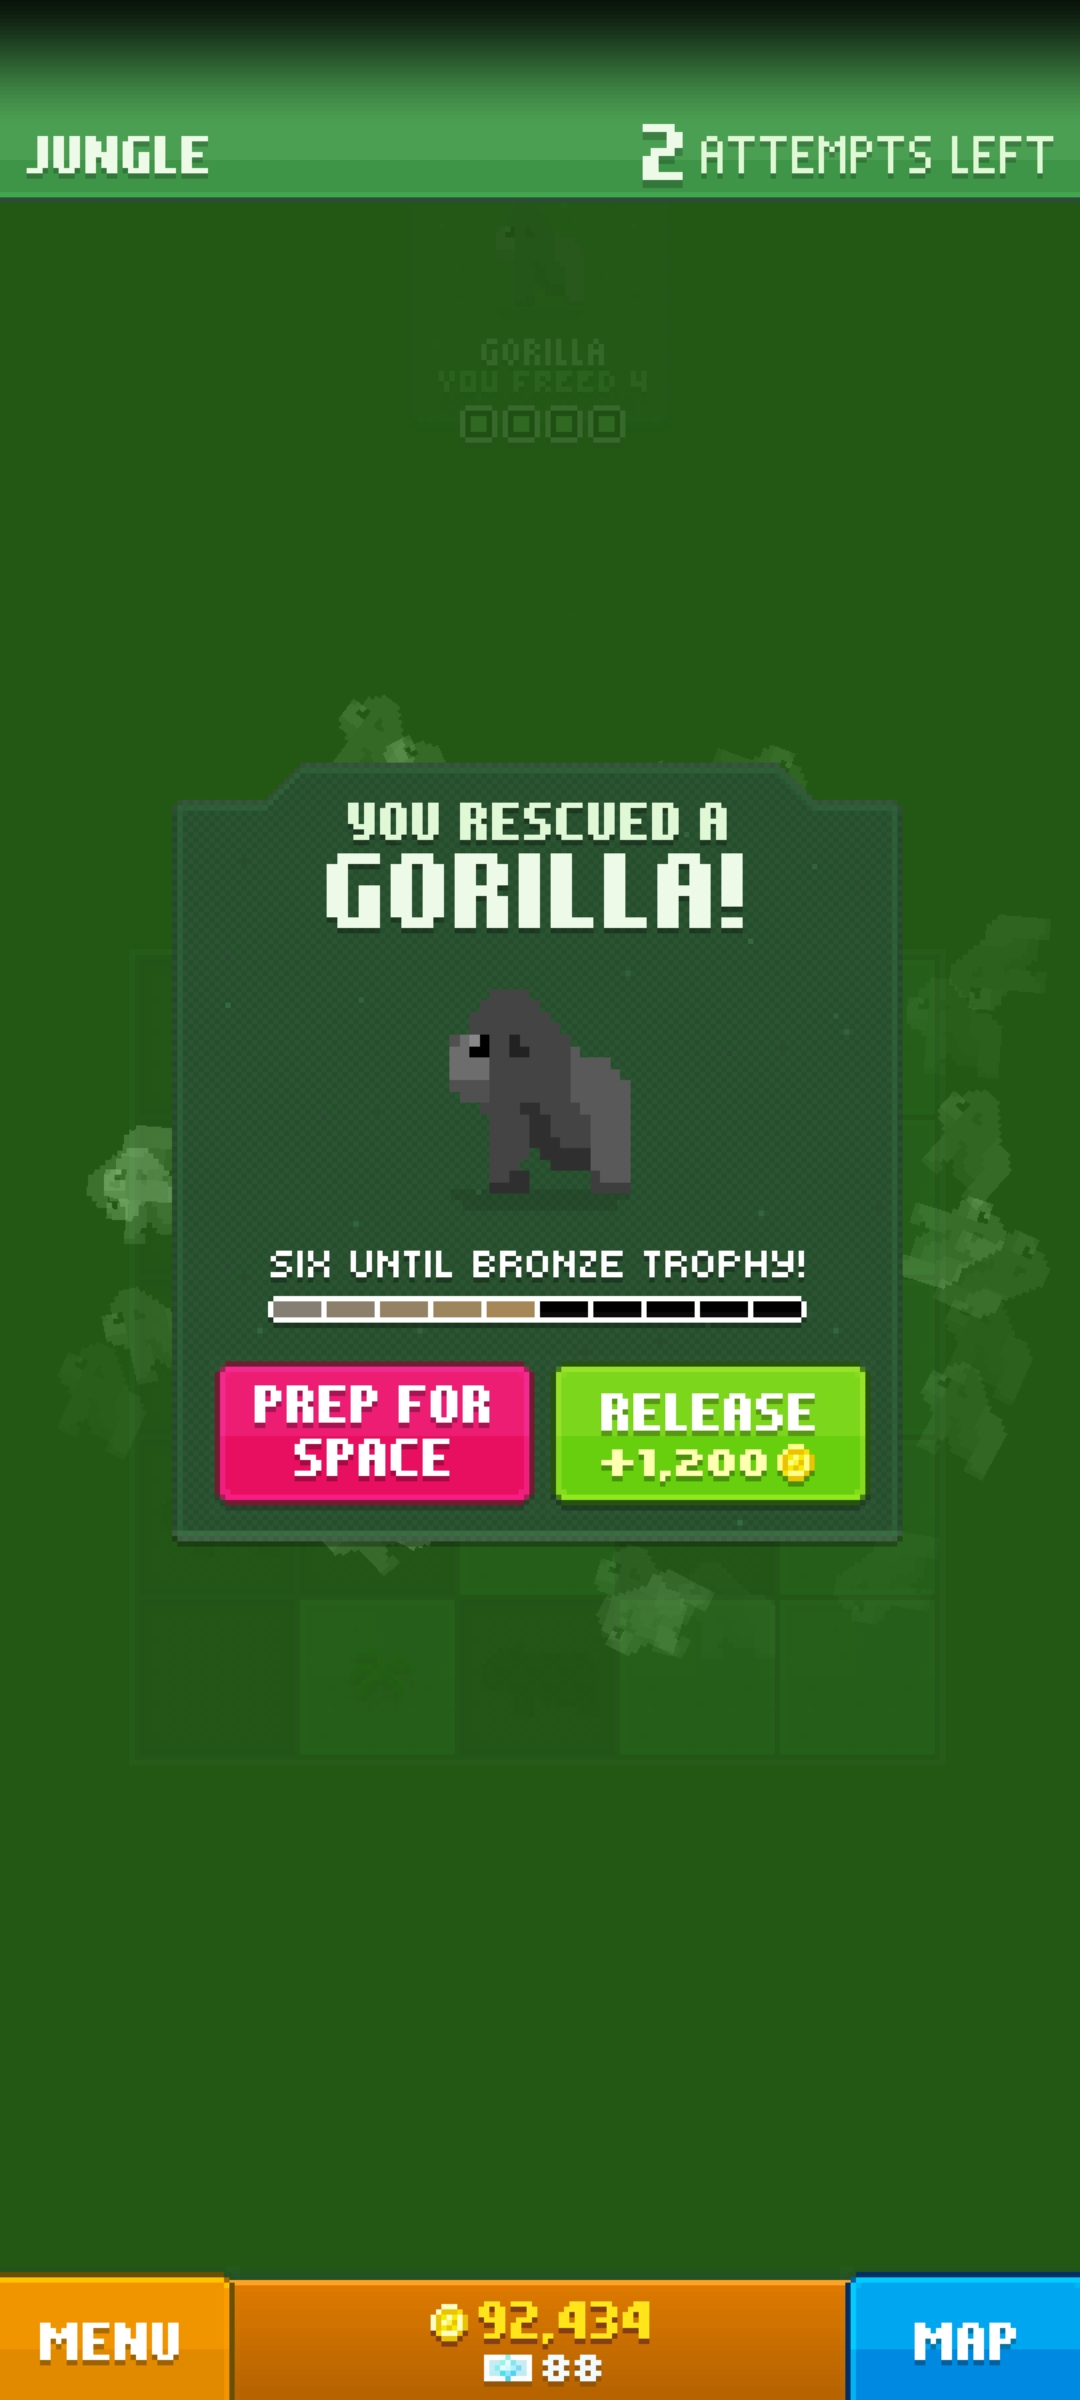 JUNGLE
2 ATTEMPTS LEFT
GORILLA
YOU FREED 4
YOU RESCUED A
GORILLA!
SIX UNTIL BRONZE TROPHY!
PREP FOR
SPACE
RELEASE
+1,200
MENU
92,434
88
MAP